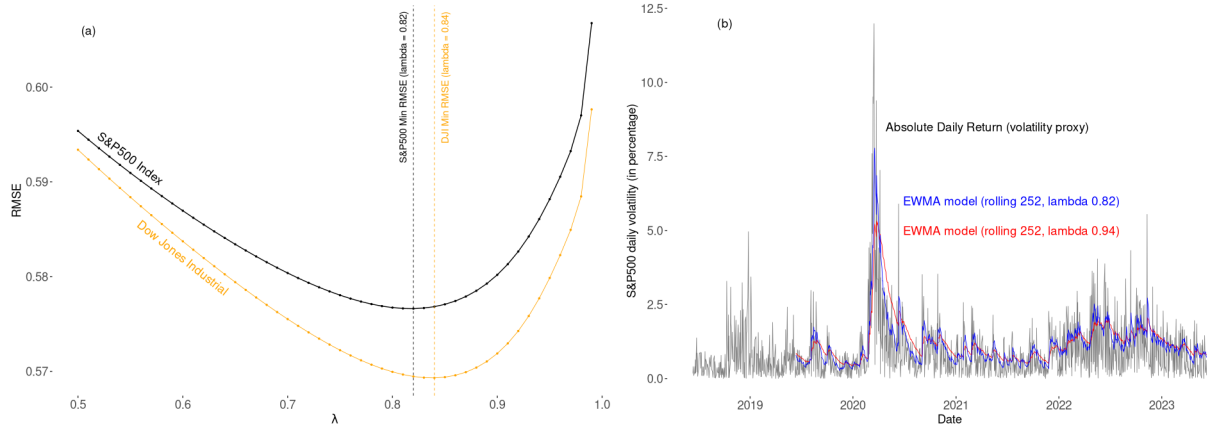 (a)
S&P500 Min RMSE (lambda = 0.82)
DJI Min RMSE (lambda = 0.84)
S&P500 Index
Dow Jones Industrial
RMSE
0.60
0.59
0.58
0.57
0.5 0.6 0.7 0.8 0.9 1.0
λ
(b)
S&P500 daily volatility (in percentage)
12.5
10.0
7.5
5.0
2.5
0.0
Absolute Daily Return (volatility proxy)
EWMA model (rolling 252, lambda 0.82)
EWMA model (rolling 252, lambda 0.94)
2019 2020 2021 2022 2023
Date